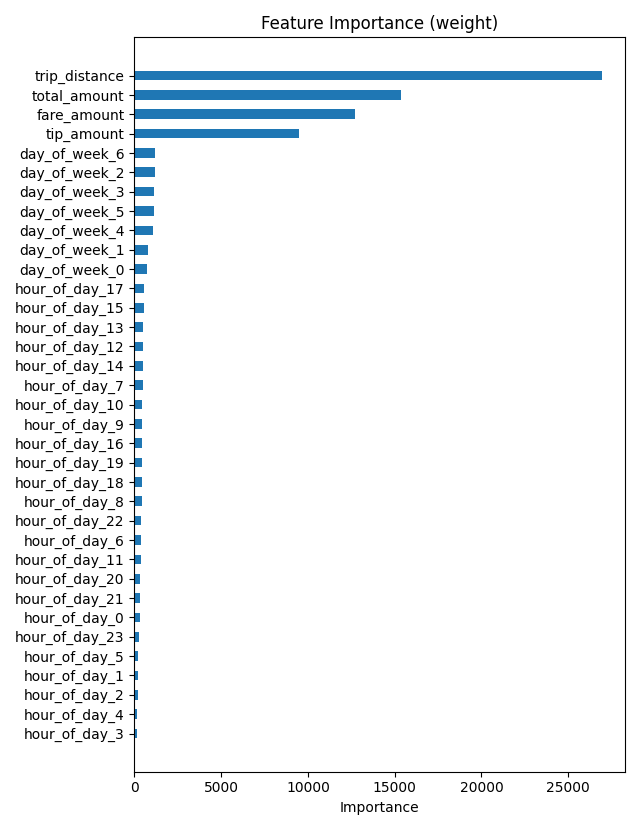 Feature Importance (weight)
trip_distance
total_amount
fare_amount
tip_amount
day_of_week_6
day_of_week_2
day_of_week_3
day_of_week_5
day_of_week_4
day_of_week_1
day_of_week_0
hour_of_day_17
hour_of_day_15
hour_of_day_13
hour_of_day_12
hour_of_day_14
hour_of_day_7
hour_of_day_10
hour_of_day_9
hour_of_day_16
hour_of_day_19
hour_of_day_18
hour_of_day_8
hour_of_day_22
hour_of_day_6
hour_of_day_11
hour_of_day_20
hour_of_day_21
hour_of_day_0
hour_of_day_23
hour_of_day_5
hour_of_day_1
hour_of_day_2
hour_of_day_4
hour_of_day_3
0 5000 10000 15000 20000 25000
Importance